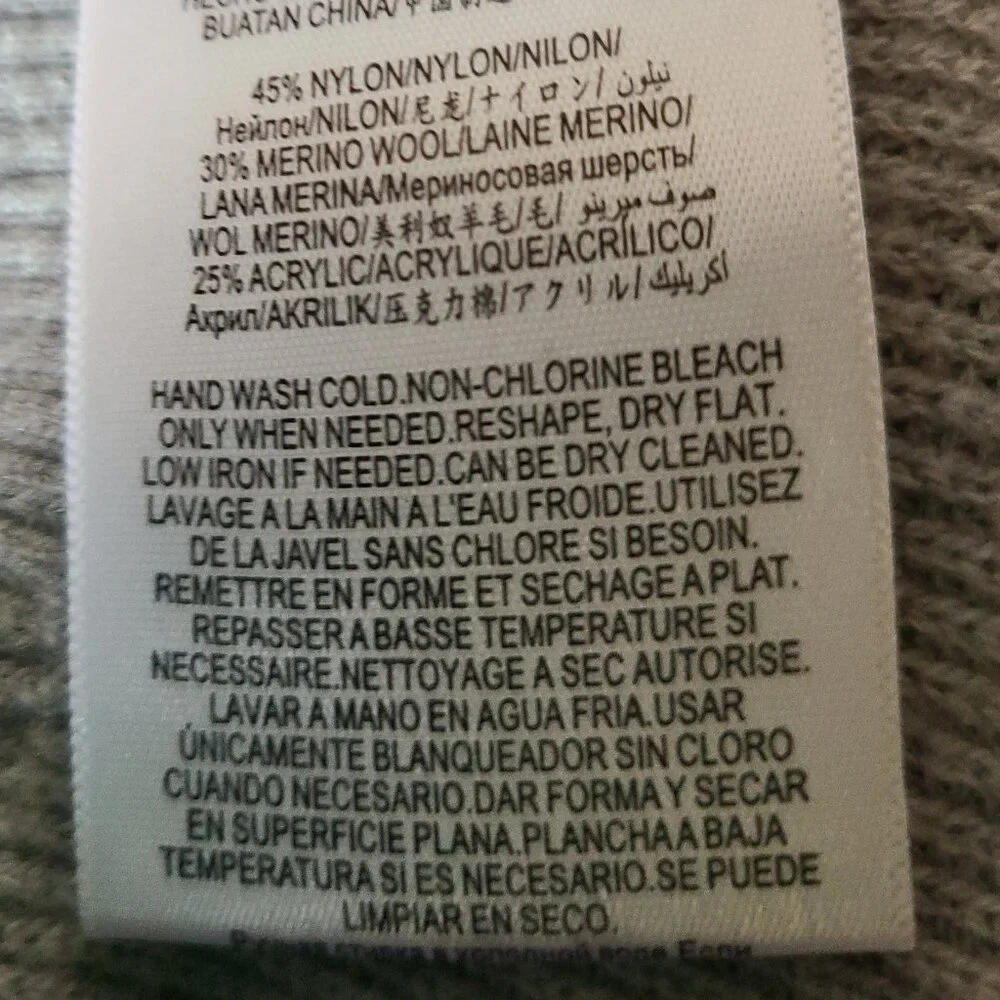 BUATAN CHINA/中国制
45% NYLON/NYLON/NILON/
Нейлон/NILON/尼龙/ナイロン/ نيلون
30% MERINO WOOL/LAINE MERINO/
LANA MERINA/Мериносовая шерсть/
WOL MERINO/美利奴羊毛/毛/ صوف ميرينو
25% ACRYLIC/ACRYLIQUE/ACRÍLICO/
Акрил/AKRILIK/压克力棉/アクリル/ اكريليك
HAND WASH COLD.NON-CHLORINE BLEACH
ONLY WHEN NEEDED.RESHAPE, DRY FLAT.
LOW IRON IF NEEDED.CAN BE DRY CLEANED.
LAVAGE A LA MAIN A L'EAU FROIDE.UTILISEZ
DE LA JAVEL SANS CHLORE SI BESOIN.
REMETTRE EN FORME ET SECHAGE A PLAT.
REPASSER A BASSE TEMPERATURE SI
NECESSAIRE.NETTOYAGE A SEC AUTORISE.
LAVAR A MANO EN AGUA FRIA.USAR
ÚNICAMENTE BLANQUEADOR SIN CLORO
CUANDO NECESARIO.DAR FORMA Y SECAR
EN SUPERFICIE PLANA.PLANCHA A BAJA
TEMPERATURA SI ES NECESARIO.SE PUEDE
LIMPIAR EN SECO.